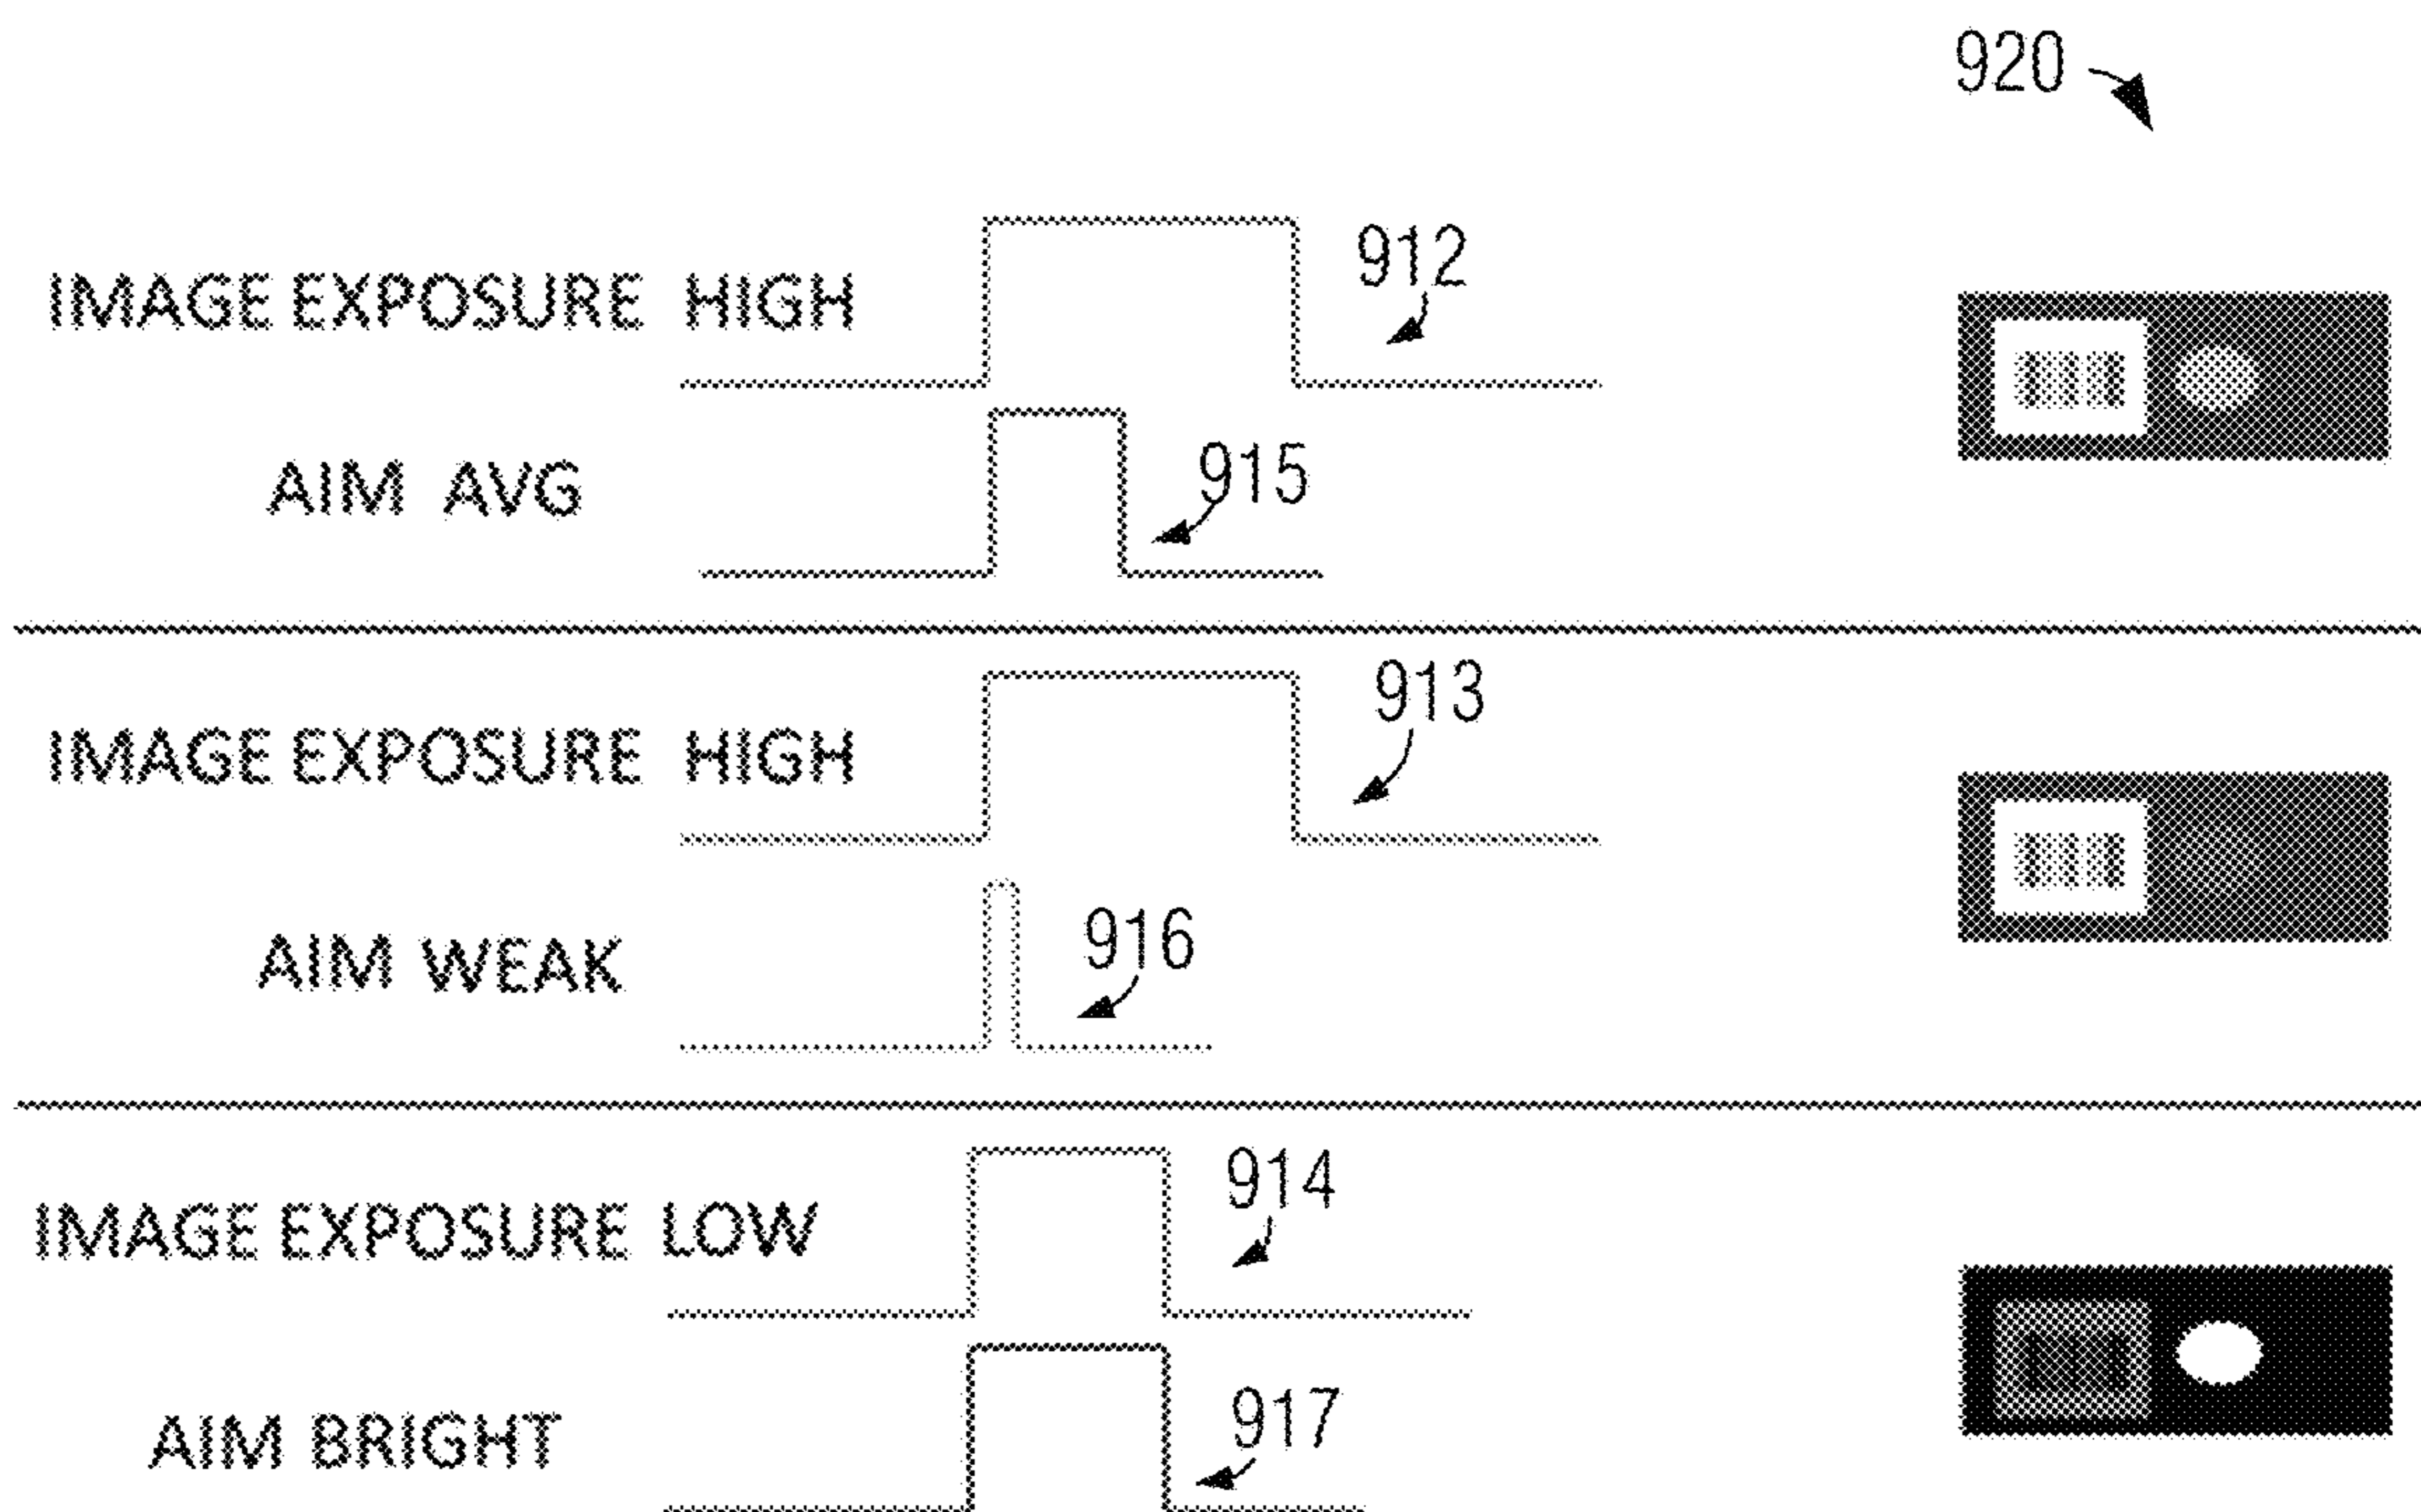 920
IMAGE EXPOSURE HIGH
912
AIM AVG
915
IMAGE EXPOSURE HIGH
913
AIM WEAK
916
IMAGE EXPOSURE LOW
914
AIM BRIGHT
917